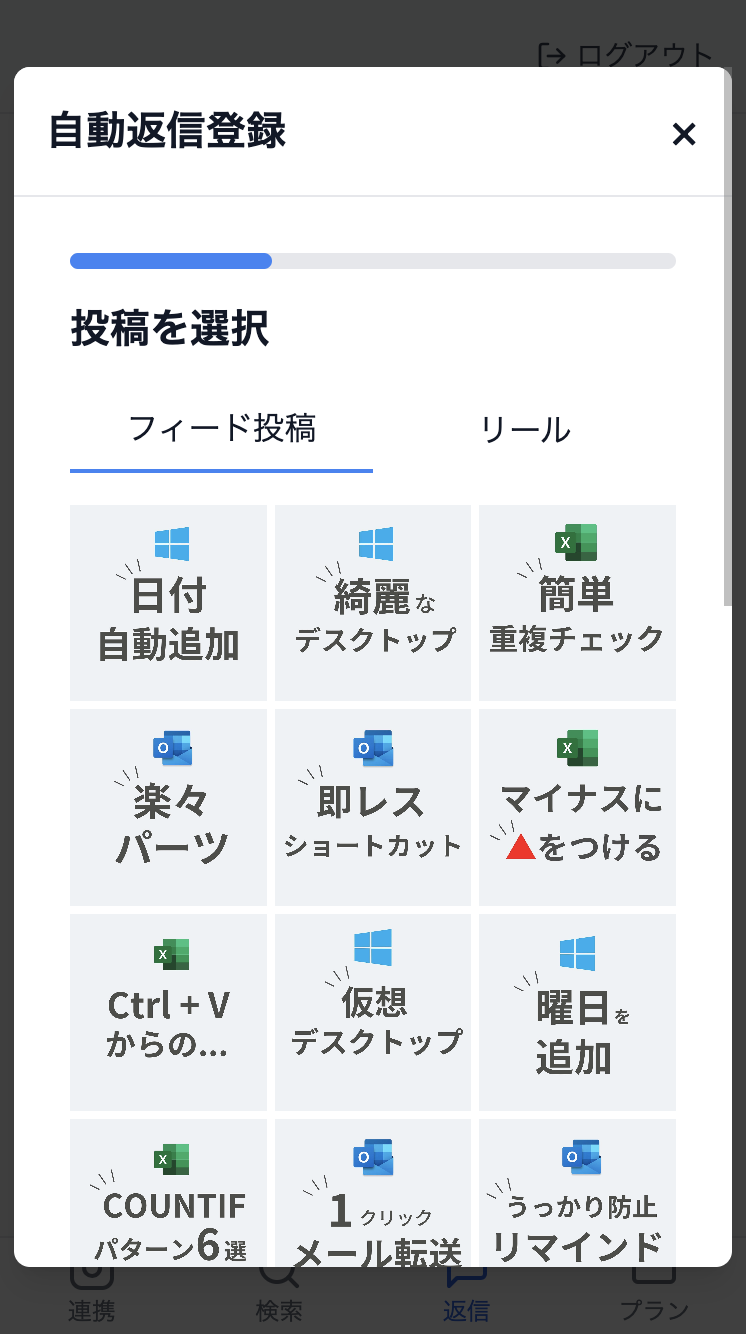 ログアウト
自動返信登録
投稿を選択
フィード投稿
リール
日付
自動追加
綺麗な
デスクトップ
簡単
重複チェック
楽々
パーツ
即レス
ショートカット
マイナスに
▲をつける
Ctrl + V
からの...
仮想
デスクトップ
曜日を
追加
COUNTIF
パターン6選
1クリック
メール転送
うっかり防止
リマインド
連携
検索
返信
プラン